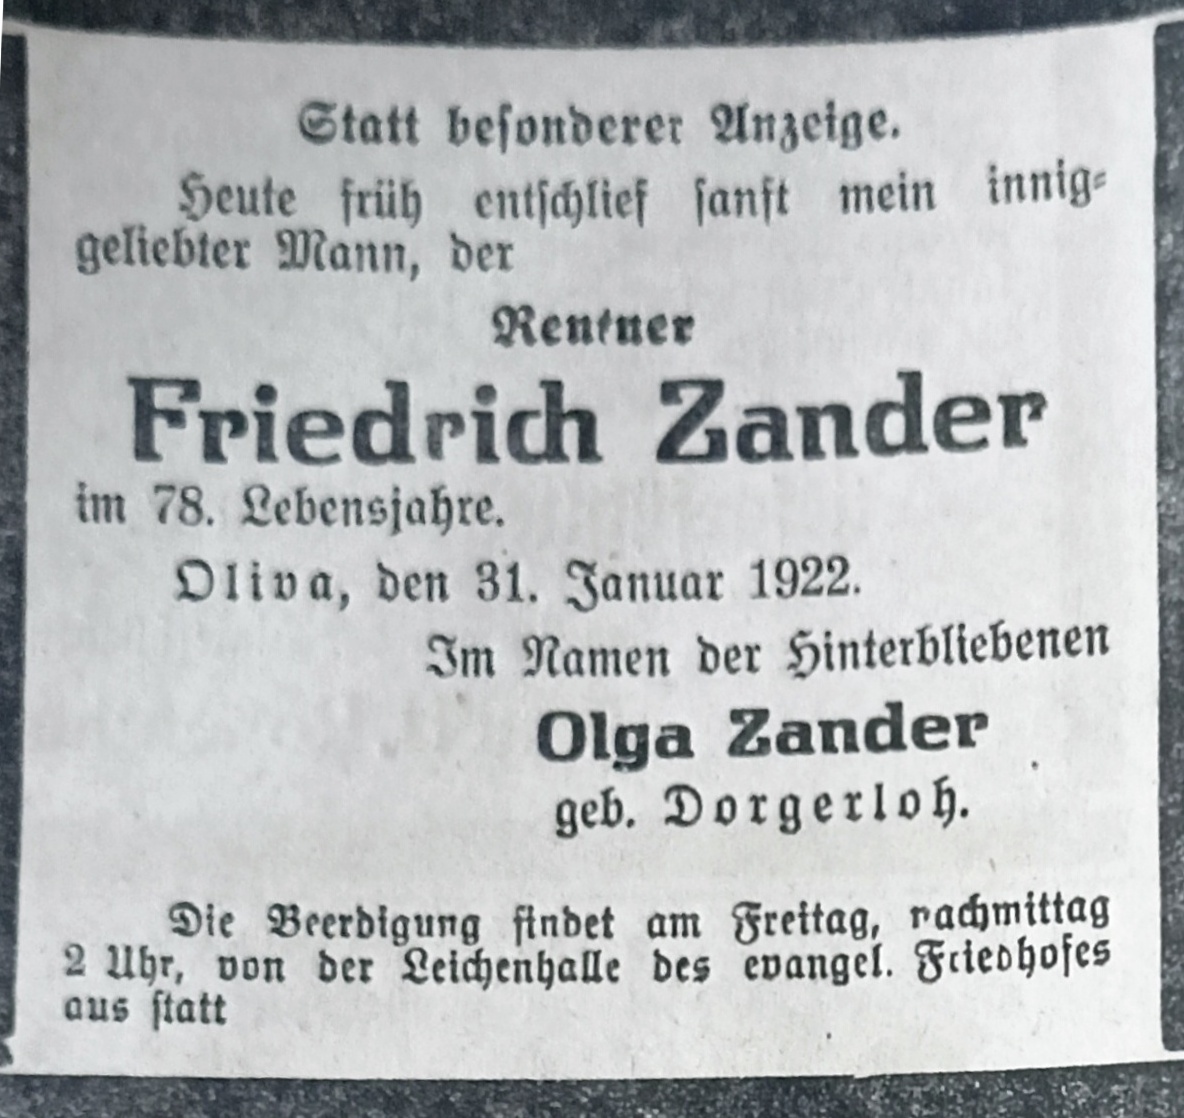 Statt besonderer Anzeige.
Heute früh entschlief sanft mein innig-
geliebter Mann, der
Rentner
Friedrich Zander
im 78. Lebensjahre.
Oliva, den 31. Januar 1922.
Im Namen der Hinterbliebenen
Olga Zander
geb. Dorgerloh.
Die Beerdigung findet am Freitag, nachmittag
2 Uhr, von der Leichenhalle des evangel. Friedhofes
aus statt